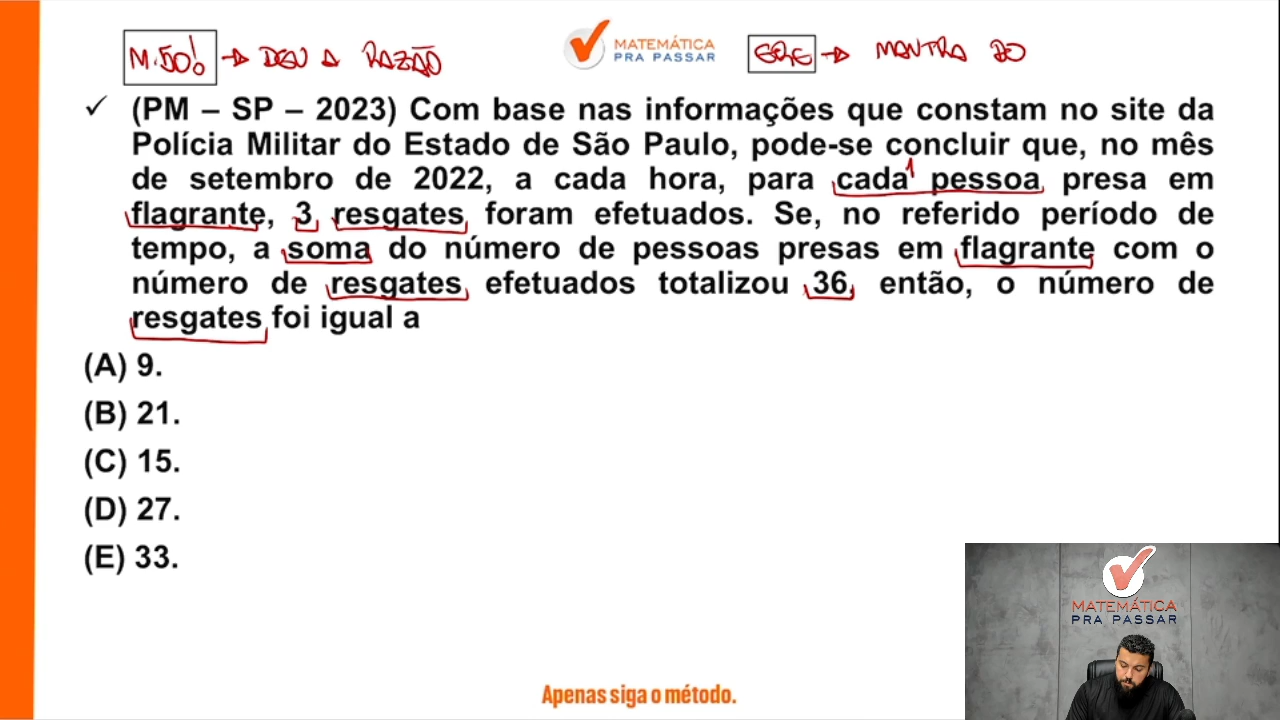 M.50! → DEU A RAZÃO
MATEMÁTICA
PRA PASSAR
→ MANTRA DO
✓ (PM – SP – 2023) Com base nas informações que constam no site da
Polícia Militar do Estado de São Paulo, pode-se concluir que, no mês
1
de setembro de 2022, a cada hora, para cada pessoa presa em
flagrante, 3 resgates foram efetuados. Se, no referido período de
tempo, a soma do número de pessoas presas em flagrante com o
número de resgates efetuados totalizou 36, então, o número de
resgates foi igual a
(A) 9.
(B) 21.
(C) 15.
(D) 27.
(E) 33.
MATEMÁTICA
PRA PASSAR
Apenas siga o método.